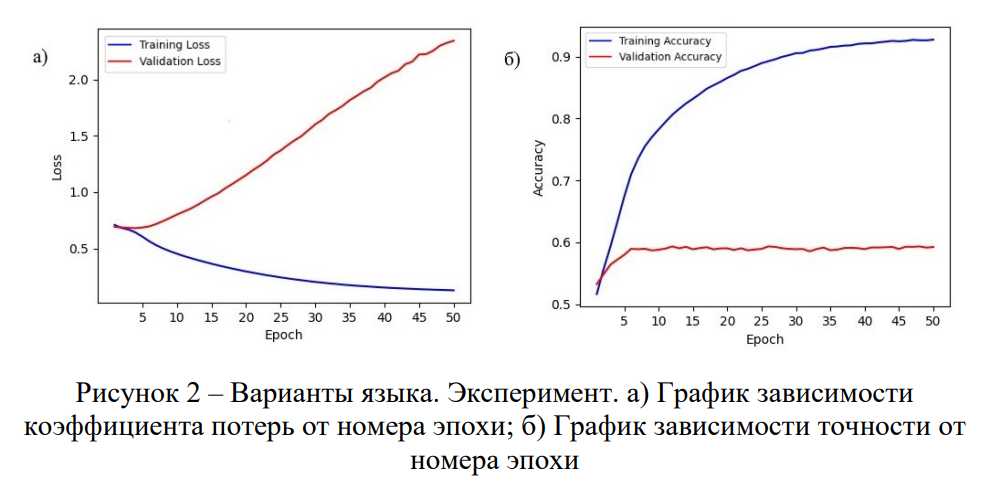 а)
Training Loss
Validation Loss
2.0
1.5
1.0
0.5
Loss
5 10 15 20 25 30 35 40 45 50
Epoch
б)
Training Accuracy
Validation Accuracy
0.9
0.8
0.7
0.6
0.5
Accuracy
5 10 15 20 25 30 35 40 45 50
Epoch
Рисунок 2 – Варианты языка. Эксперимент. а) График зависимости
коэффициента потерь от номера эпохи; б) График зависимости точности от
номера эпохи